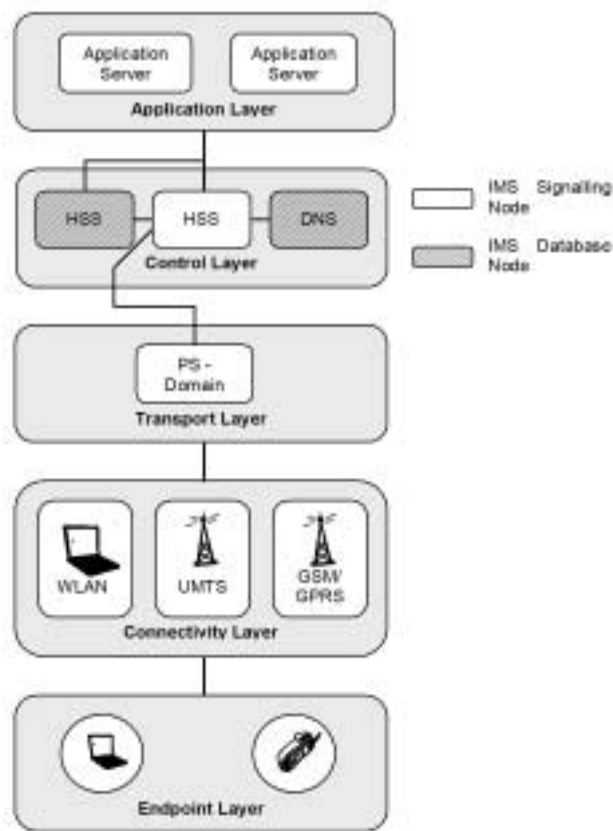 Application
Server
Application
Server
Application Layer
HSS
HSS
DNS
Control Layer
IMS Signalling
Node
IMS Database
Node
PS -
Domain
Transport Layer
WLAN
UMTS
GSM/
GPRS
Connectivity Layer
Endpoint Layer